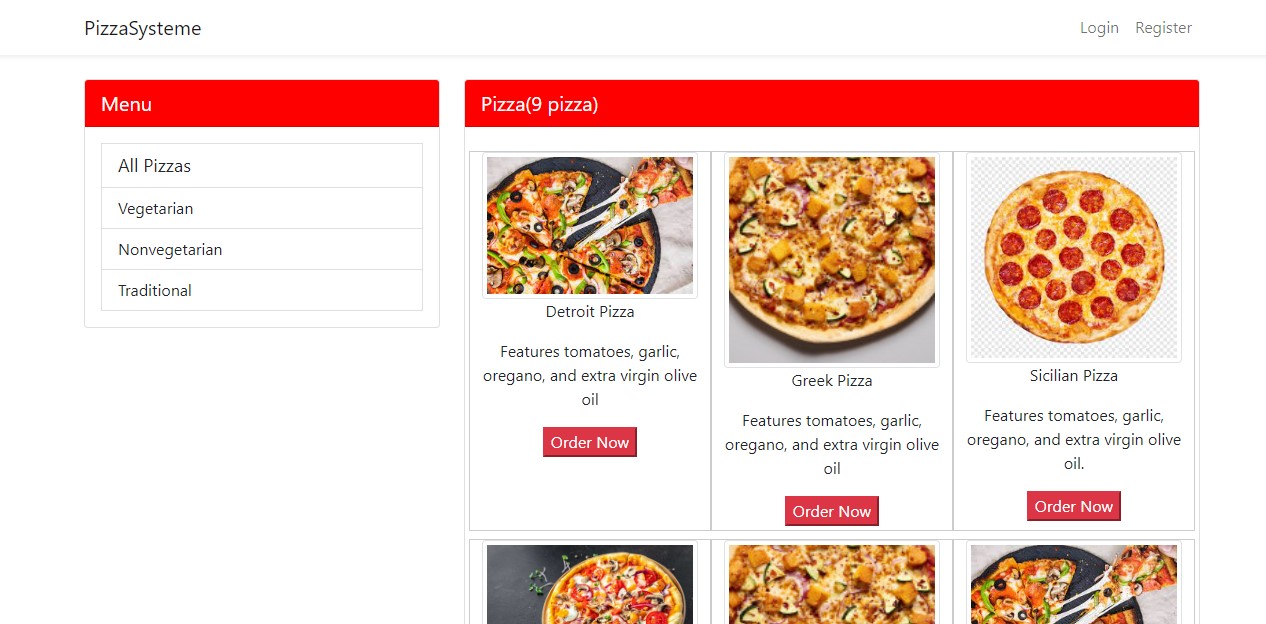 PizzaSysteme
Login Register
Menu
All Pizzas
Vegetarian
Nonvegetarian
Traditional
Pizza(9 pizza)
Detroit Pizza
Features tomatoes, garlic,
oregano, and extra virgin olive
oil
Order Now
Greek Pizza
Features tomatoes, garlic,
oregano, and extra virgin olive
oil
Order Now
Sicilian Pizza
Features tomatoes, garlic,
oregano, and extra virgin olive
oil.
Order Now